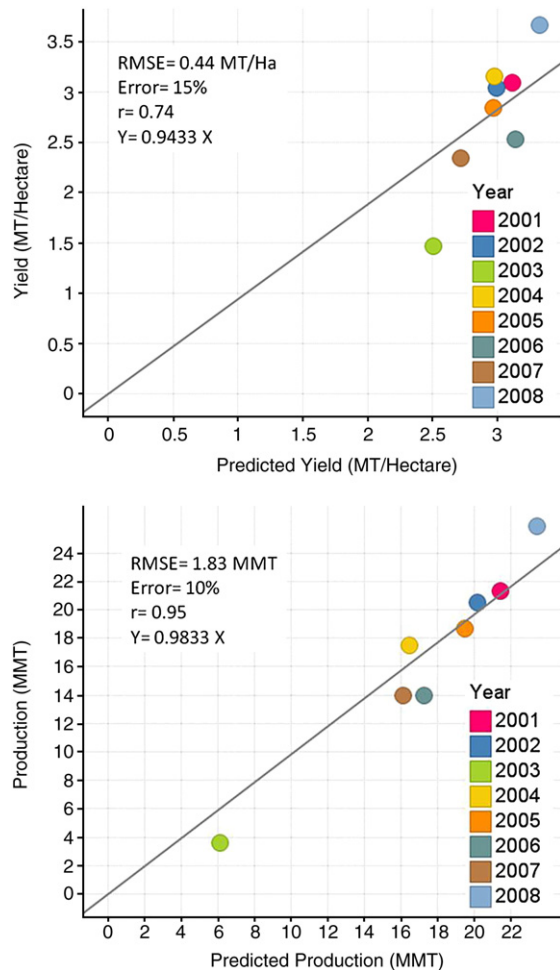 3.5
3
2.5
2
1.5
1
0.5
0
Yield (MT/Hectare)
RMSE= 0.44 MT/Ha
Error= 15%
r= 0.74
Y= 0.9433 X
Year
2001
2002
2003
2004
2005
2006
2007
2008
0 0.5 1 1.5 2 2.5 3
Predicted Yield (MT/Hectare)
24
22
20
18
16
14
12
10
8
6
4
2
0
Production (MMT)
RMSE= 1.83 MMT
Error= 10%
r= 0.95
Y= 0.9833 X
Year
2001
2002
2003
2004
2005
2006
2007
2008
0 2 4 6 8 10 12 14 16 18 20 22
Predicted Production (MMT)